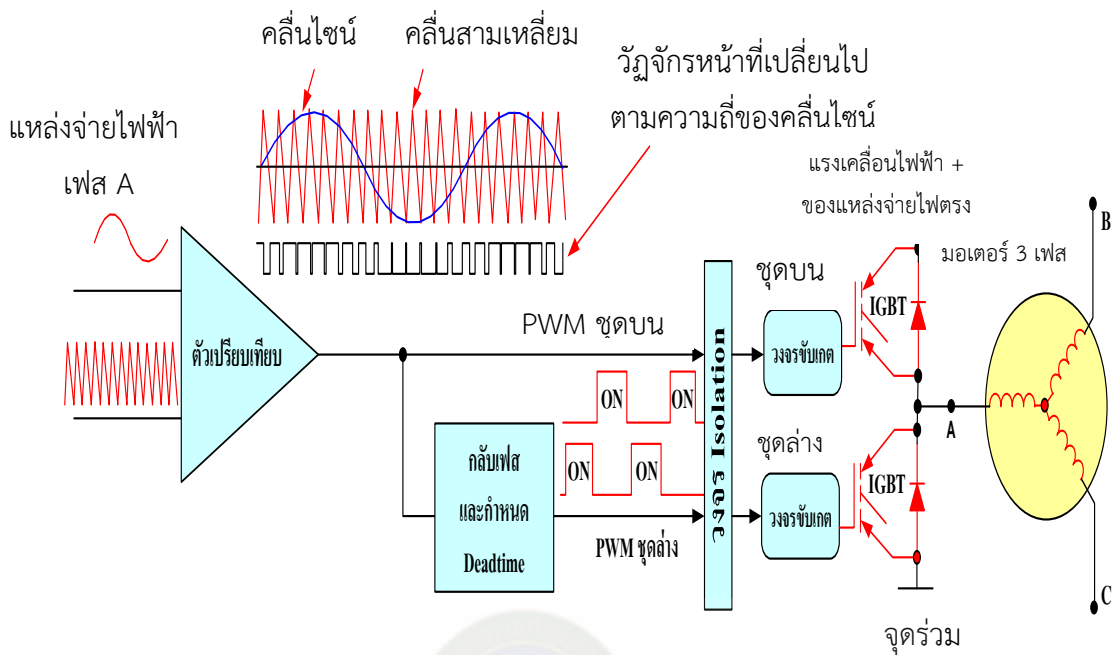 คลื่นไซน์
คลื่นสามเหลี่ยม
วัฏจักรหน้าที่เปลี่ยนไป
ตามความถี่ของคลื่นไซน์
แหล่งจ่ายไฟฟ้า
เฟส A
แรงเคลื่อนไฟฟ้า +
ของแหล่งจ่ายไฟตรง
B
มอเตอร์ 3 เฟส
ชุดบน
IGBT
PWM ชุดบน
ตัวเปรียบเทียบ
วงจรขับเกต
วงจร Isolation
ON
ON
A
ชุดล่าง
กลับเฟส
และกำหนด
Deadtime
ON
ON
IGBT
วงจรขับเกต
PWM ชุดล่าง
C
จุดร่วม